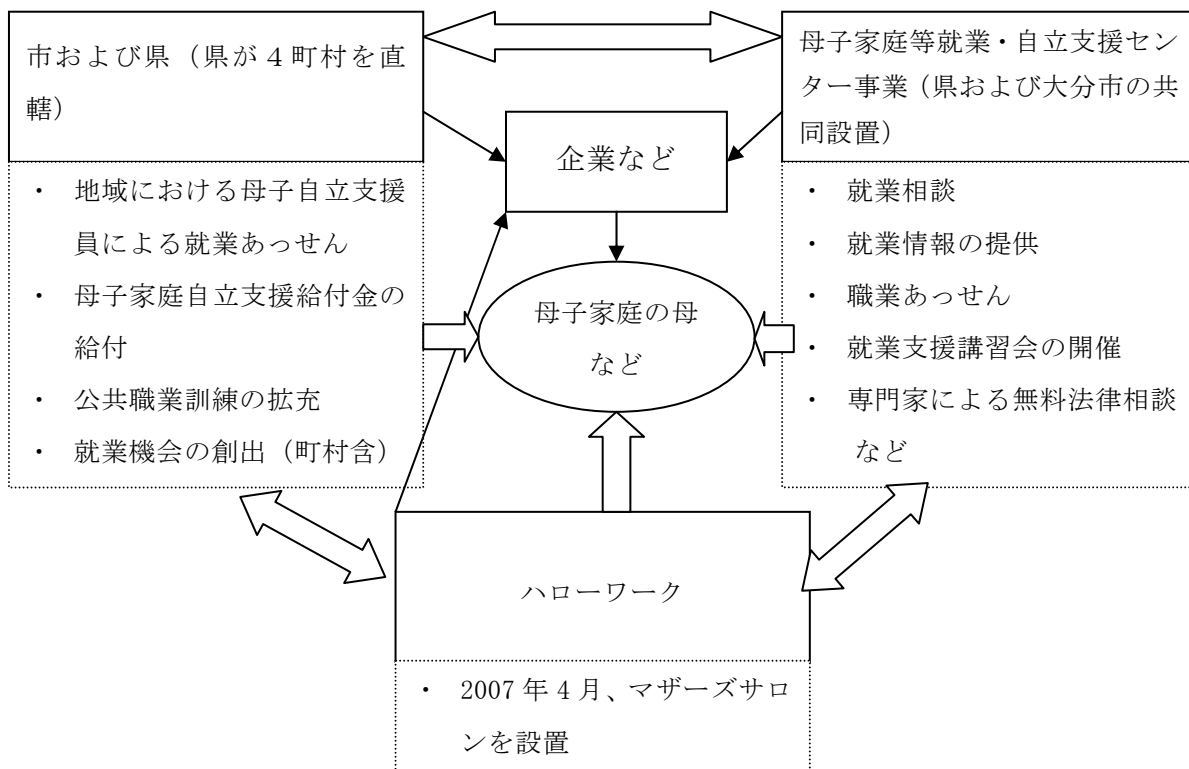 市および県（県が4町村を直
轄）
・ 地域における母子自立支援
員による就業あっせん
・ 母子家庭自立支援給付金の
給付
・ 公共職業訓練の拡充
・ 就業機会の創出（町村含）
企業など
母子家庭の母
など
母子家庭等就業・自立支援セン
ター事業（県および大分市の共
同設置）
・ 就業相談
・ 就業情報の提供
・ 職業あっせん
・ 就業支援講習会の開催
・ 専門家による無料法律相談
など
ハローワーク
・ 2007年4月、マザーズサロ
ンを設置